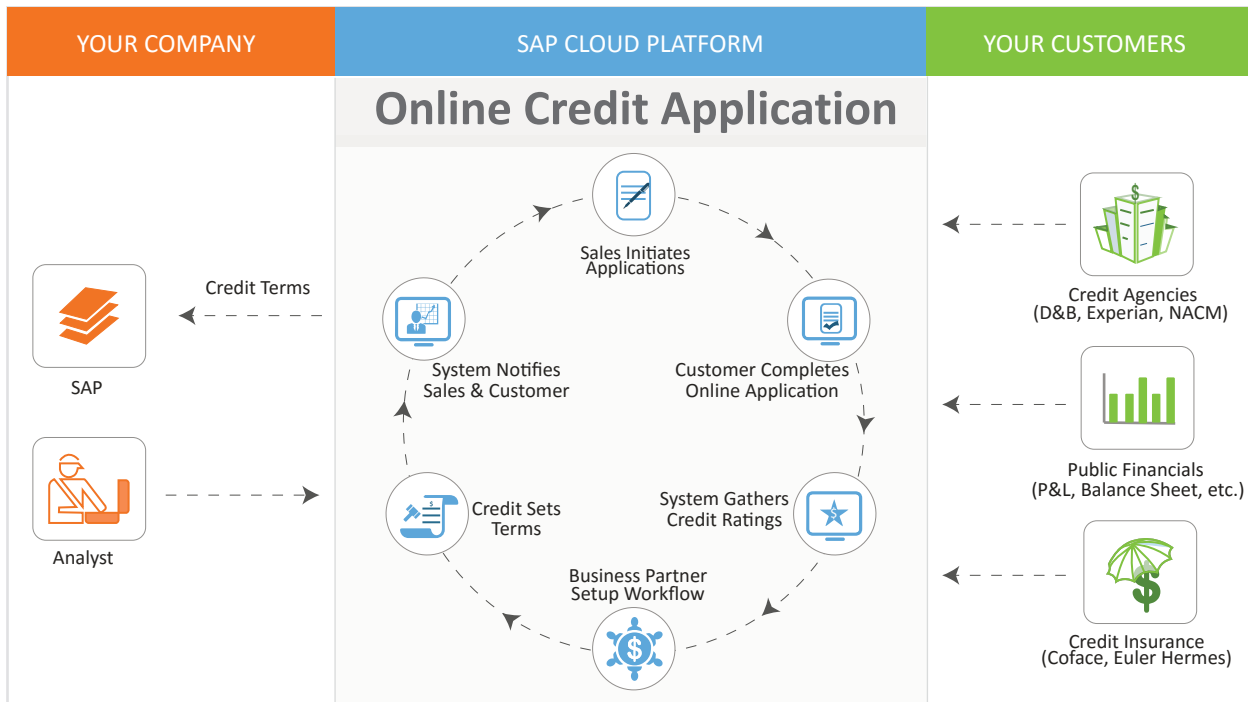 YOUR COMPANY
SAP CLOUD PLATFORM
YOUR CUSTOMERS
Online Credit Application
Sales Initiates
Applications
Customer Completes
Online Application
System Gathers
Credit Ratings
Business Partner
Setup Workflow
Credit Sets
Terms
System Notifies
Sales & Customer
Credit Terms
SAP
Analyst
$
Credit Agencies
(D&B, Experian, NACM)
Public Financials
(P&L, Balance Sheet, etc.)
$
Credit Insurance
(Coface, Euler Hermes)
$
$
$